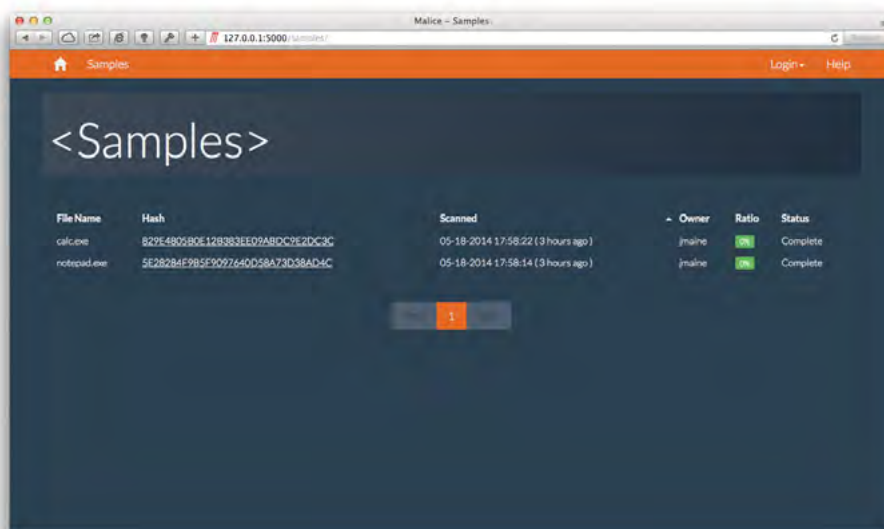 Malice – Samples
127.0.0.1:5000/samples/
Samples Login Help
<Samples>
File Name Hash Scanned Owner Ratio Status
calc.exe 829E4805B0E12B383EE09ABDC9E2DC3C 05-18-2014 17:58:22 ( 3 hours ago ) jmaine 0% Complete
notepad.exe 5E28284F9B5F9097640D58A73D38AD4C 05-18-2014 17:58:14 ( 3 hours ago ) jmaine 0% Complete
1